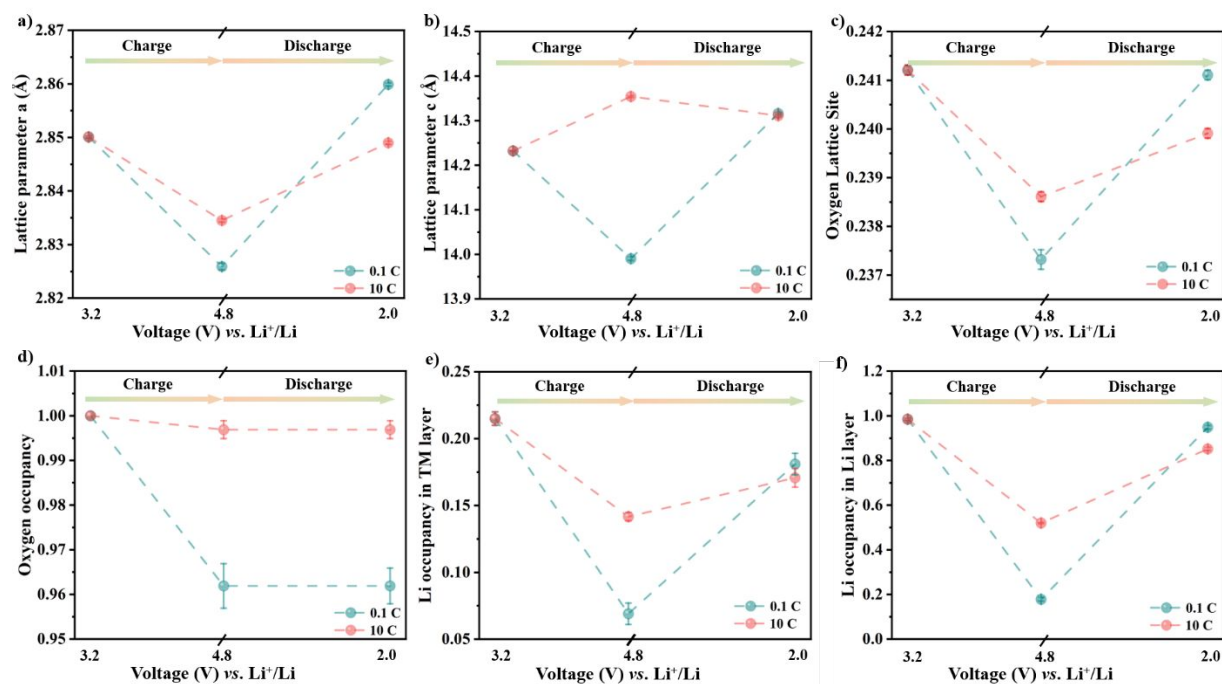 a)
2.87
2.86
2.85
2.84
2.83
2.82
Lattice parameter a (Å)
Charge
Discharge
0.1 C
10 C
3.2
4.8
2.0
Voltage (V) vs. Li⁺/Li
b)
14.5
14.4
14.3
14.2
14.1
14.0
13.9
Lattice parameter c (Å)
Charge
Discharge
0.1 C
10 C
3.2
4.8
2.0
Voltage (V) vs. Li⁺/Li
c)
0.242
0.241
0.240
0.239
0.238
0.237
Oxygen Lattice Site
Charge
Discharge
0.1 C
10 C
3.2
4.8
2.0
Voltage (V) vs. Li⁺/Li
d)
1.01
1.00
0.99
0.98
0.97
0.96
0.95
Oxygen occupancy
Charge
Discharge
0.1 C
10 C
3.2
4.8
2.0
Voltage (V) vs. Li⁺/Li
e)
0.25
0.20
0.15
0.10
0.05
Li occupancy in TM layer
Charge
Discharge
0.1 C
10 C
3.2
4.8
2.0
Voltage (V) vs. Li⁺/Li
f)
1.2
1.0
0.8
0.6
0.4
0.2
0.0
Li occupancy in Li layer
Charge
Discharge
0.1 C
10 C
3.2
4.8
2.0
Voltage (V) vs. Li⁺/Li